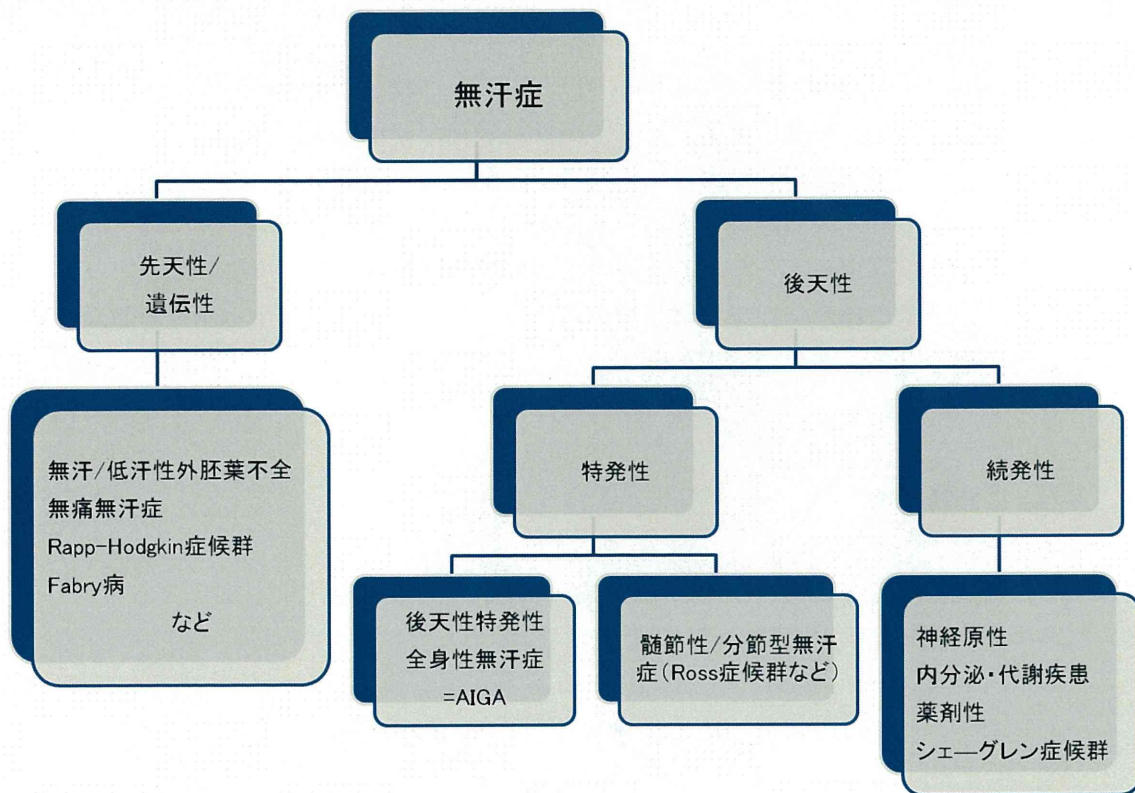 無汗症
先天性/
遺伝性
後天性
無汗/低汗性外胚葉不全
無痛無汗症
Rapp-Hodgkin症候群
Fabry病
など
特発性
続発性
後天性特発性
全身性無汗症
=AIGA
髄節性/分節型無汗
症(Ross症候群など)
神経原性
内分泌・代謝疾患
薬剤性
シェ―グレン症候群